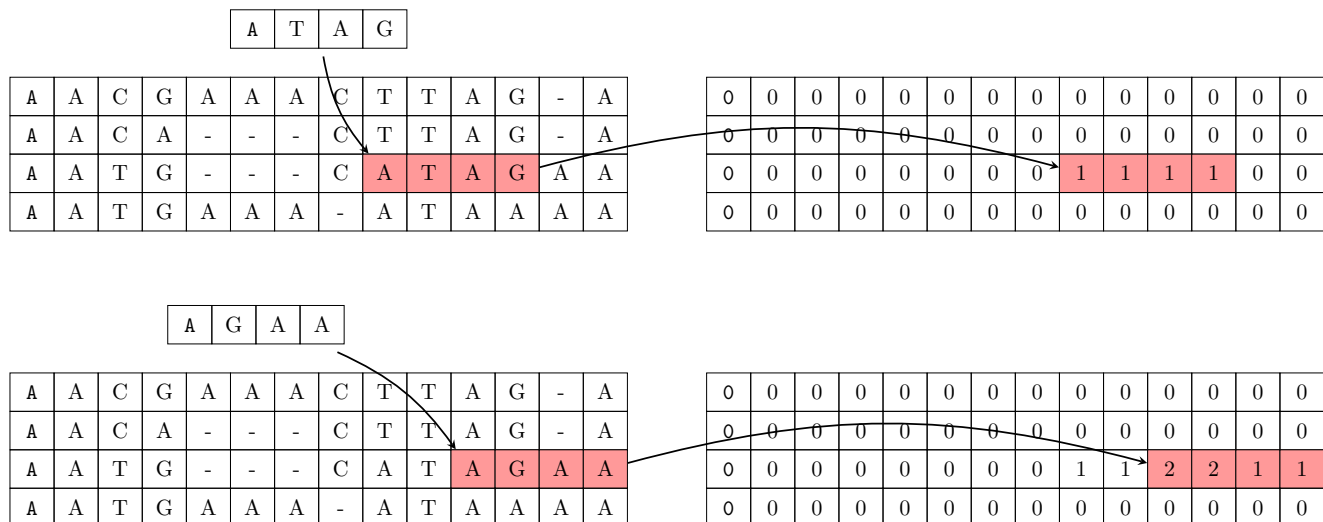 A T A G
A A C G A A A C T T A G - A 0 0 0 0 0 0 0 0 0 0 0 0 0 0
A A C A - - - C T T A G - A 0 0 0 0 0 0 0 0 0 0 0 0 0 0
A A T G - - - C A T A G A A 0 0 0 0 0 0 0 0 1 1 1 1 0 0
A A T G A A A - A T A A A A 0 0 0 0 0 0 0 0 0 0 0 0 0 0
A G A A
A A C G A A A C T T A G - A 0 0 0 0 0 0 0 0 0 0 0 0 0 0
A A C A - - - C T T A G - A 0 0 0 0 0 0 0 0 0 0 0 0 0 0
A A T G - - - C A T A G A A 0 0 0 0 0 0 0 0 1 1 2 2 1 1
A A T G A A A - A T A A A A 0 0 0 0 0 0 0 0 0 0 0 0 0 0